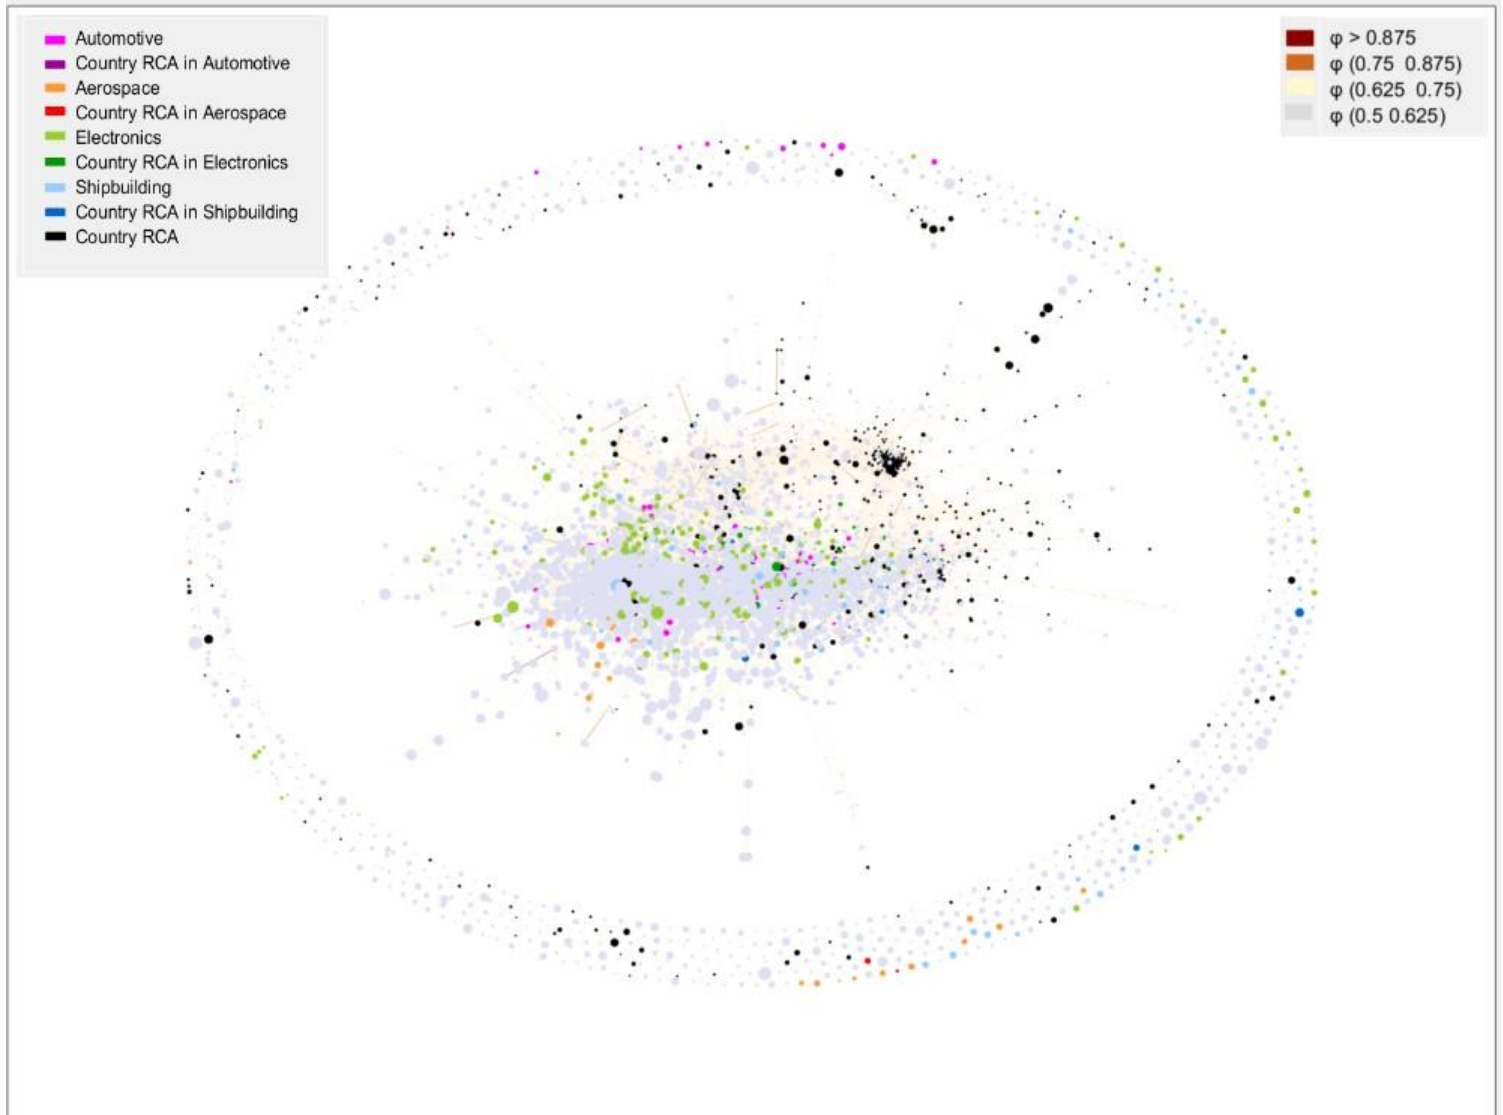 Automotive
Country RCA in Automotive
Aerospace
Country RCA in Aerospace
Electronics
Country RCA in Electronics
Shipbuilding
Country RCA in Shipbuilding
Country RCA
φ > 0.875
φ (0.75 0.875)
φ (0.625 0.75)
φ (0.5 0.625)